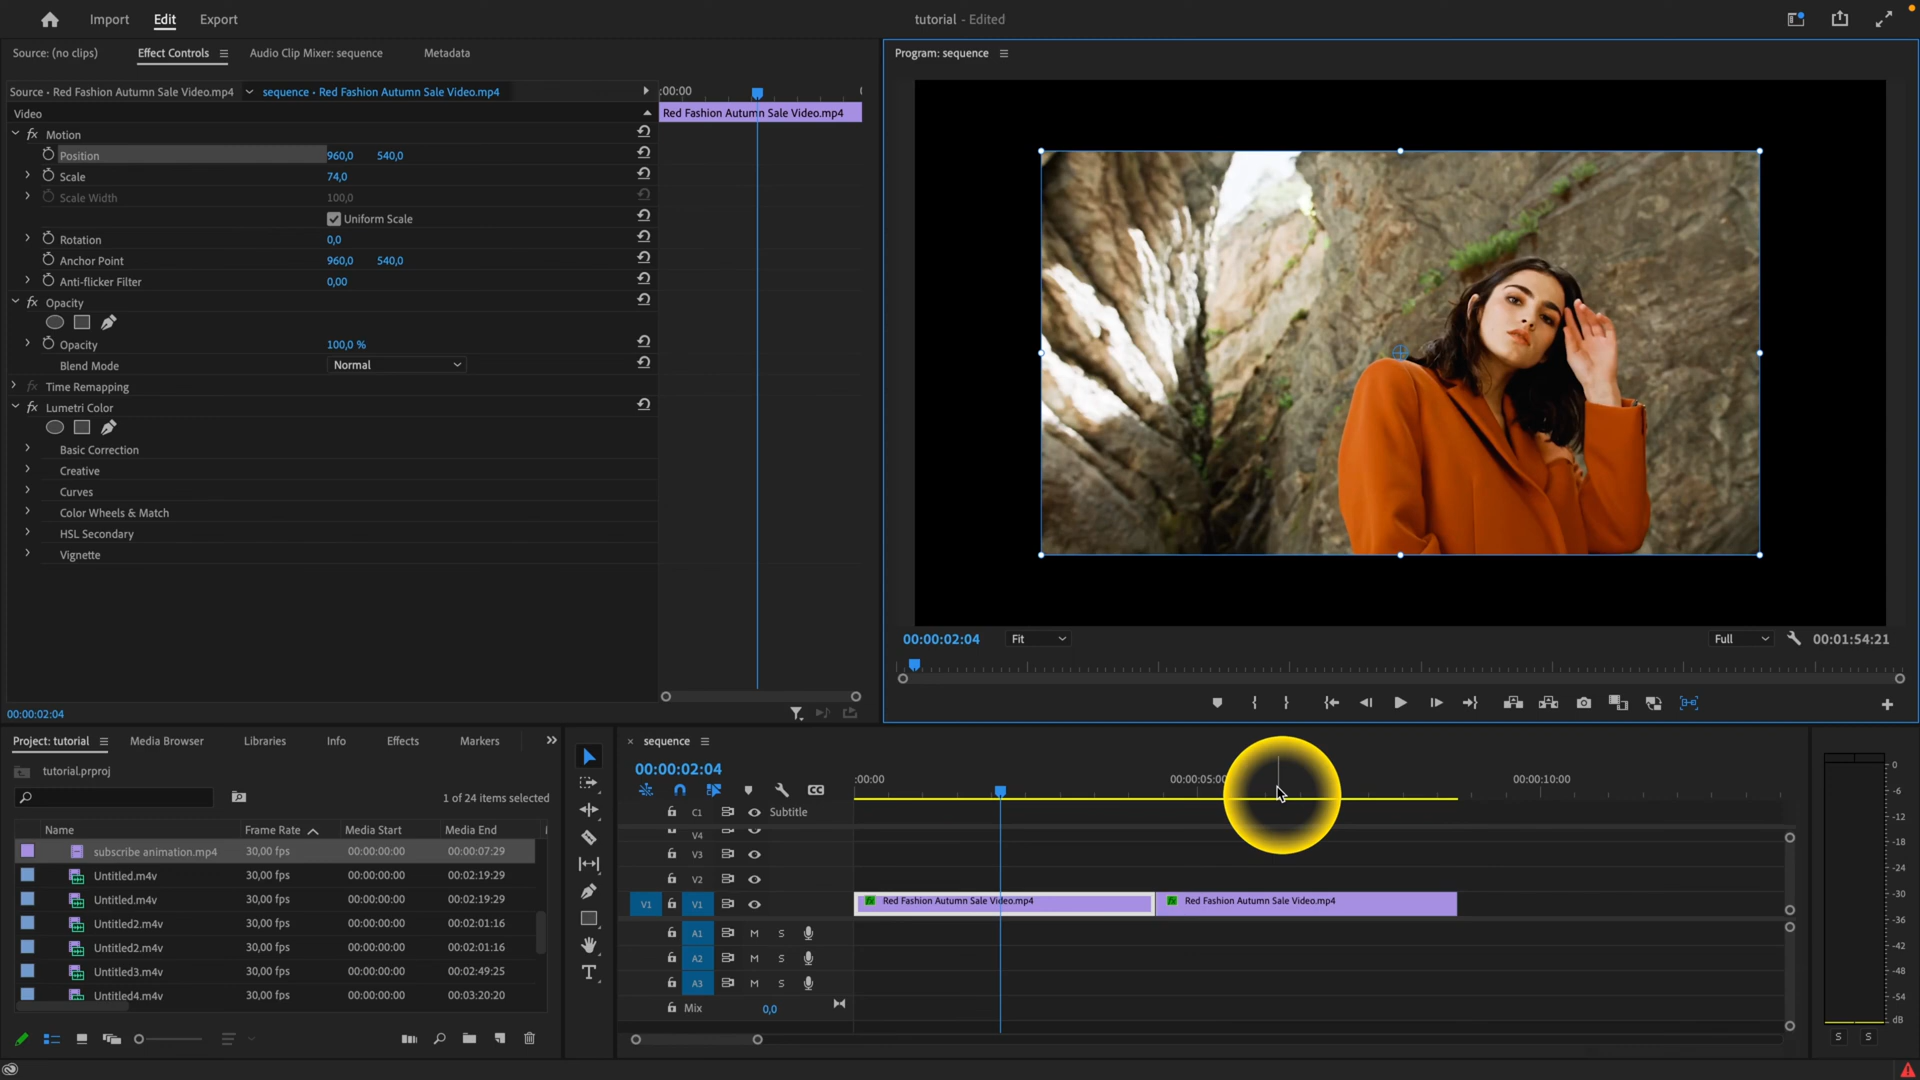 Import Edit Export
tutorial - Edited
Source: (no clips) Effect Controls Audio Clip Mixer: sequence Metadata
Source • Red Fashion Autumn Sale Video.mp4 sequence • Red Fashion Autumn Sale Video.mp4
:00:00
Video
Red Fashion Autumn Sale Video.mp4
fx Motion
Position 960,0 540,0
Scale 74,0
Scale Width 100,0
Uniform Scale
Rotation 0,0
Anchor Point 960,0 540,0
Anti-flicker Filter 0,00
fx Opacity
Opacity 100,0 %
Blend Mode Normal
fx Time Remapping
fx Lumetri Color
Basic Correction
Creative
Curves
Color Wheels & Match
HSL Secondary
Vignette
00:00:02:04
Program: sequence
00:00:02:04 Fit Full 00:01:54:21
Project: tutorial Media Browser Libraries Info Effects Markers
tutorial.prproj
1 of 24 items selected
Name Frame Rate Media Start Media End
subscribe animation.mp4 30,00 fps 00:00:00:00 00:00:07:29
Untitled.m4v 30,00 fps 00:00:00:00 00:02:19:29
Untitled.m4v 30,00 fps 00:00:00:00 00:02:19:29
Untitled2.m4v 30,00 fps 00:00:00:00 00:02:01:16
Untitled2.m4v 30,00 fps 00:00:00:00 00:02:01:16
Untitled3.m4v 30,00 fps 00:00:00:00 00:02:49:25
Untitled4.m4v 30,00 fps 00:00:00:00 00:03:20:20
× sequence
00:00:02:04
:00:00 00:00:05:00 00:00:10:00
CC
C1 Subtitle
V4
V3
V2
V1 V1 fx Red Fashion Autumn Sale Video.mp4 fx Red Fashion Autumn Sale Video.mp4
A1 M S
A2 M S
A3 M S
Mix 0,0
T
0
-6
-12
-18
-24
-30
-36
-42
-48
-54
dB
S S